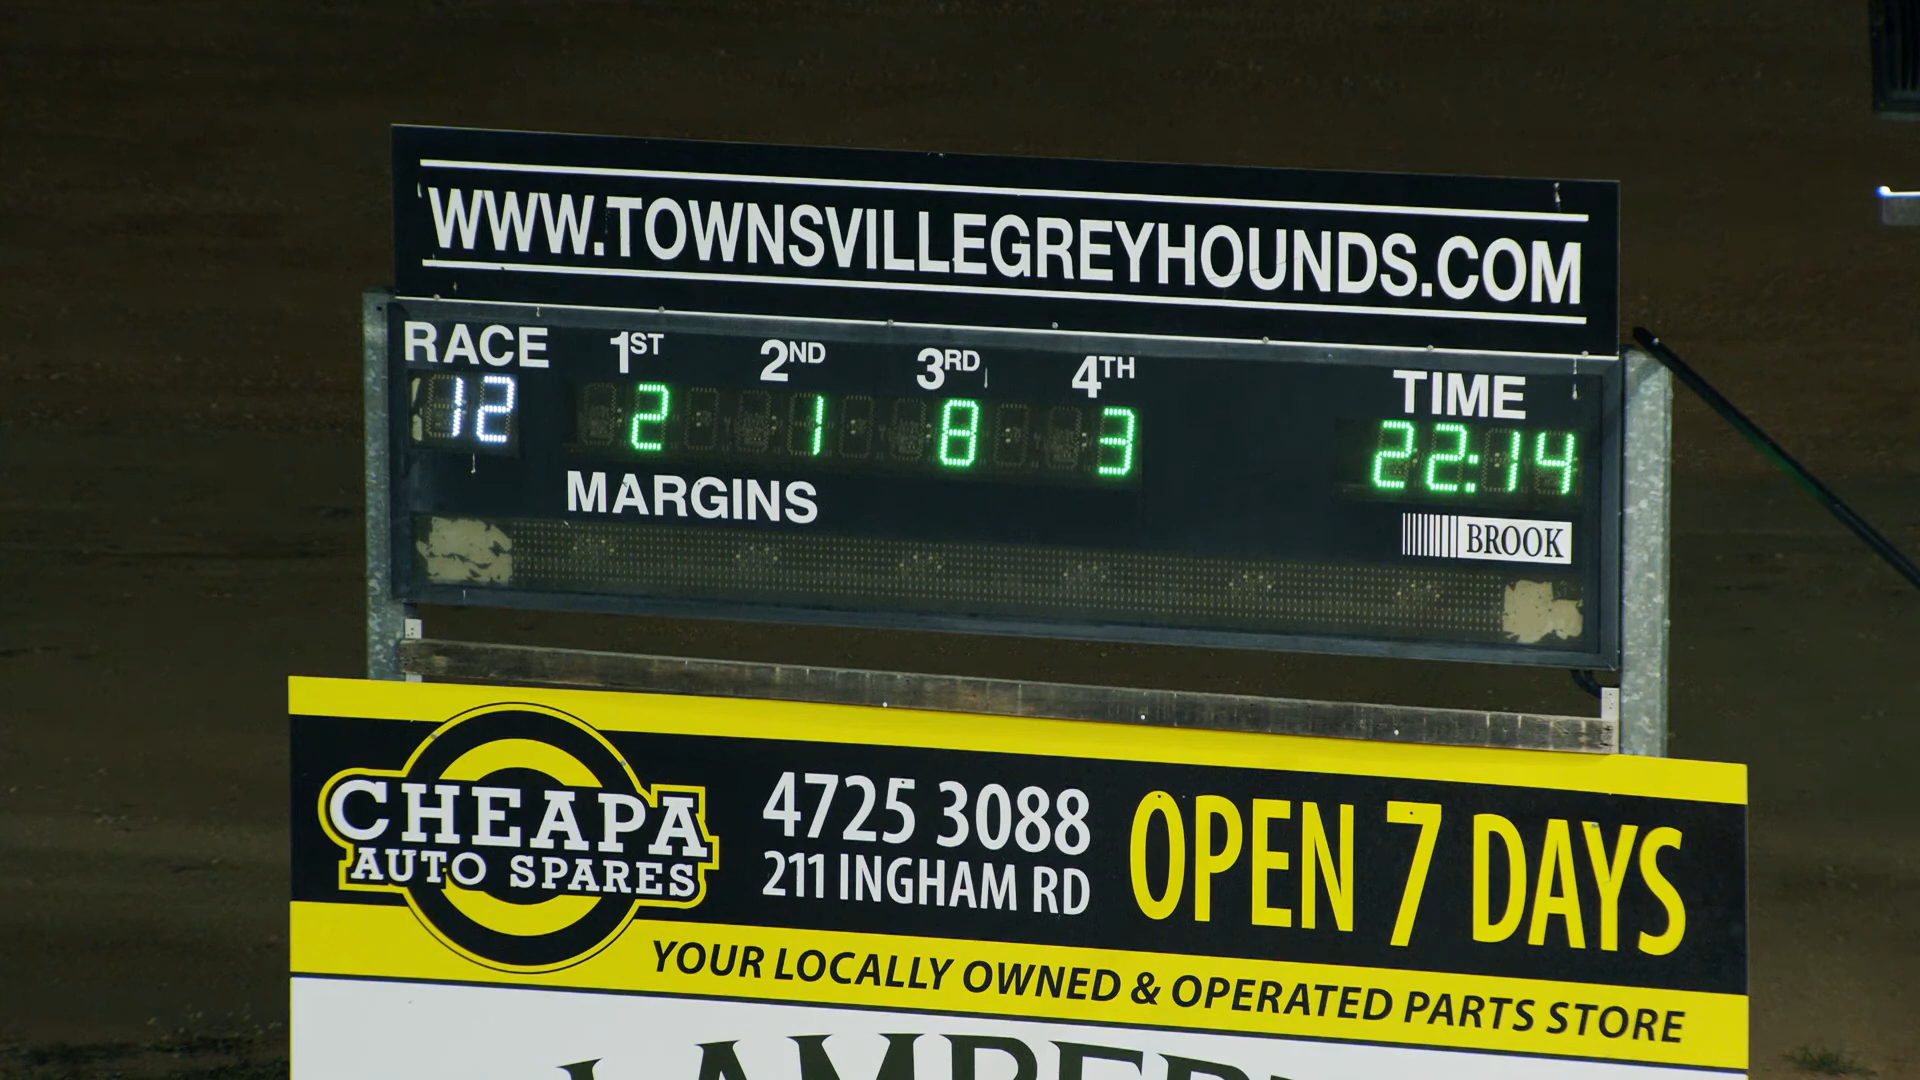 WWW.TOWNSVILLEGREYHOUNDS.COM
RACE 1ST 2ND 3RD 4TH TIME
12 2 1 8 3 22:14
MARGINS
BROOK
CHEAPA
AUTO SPARES
4725 3088
211 INGHAM RD
OPEN 7 DAYS
YOUR LOCALLY OWNED & OPERATED PARTS STORE